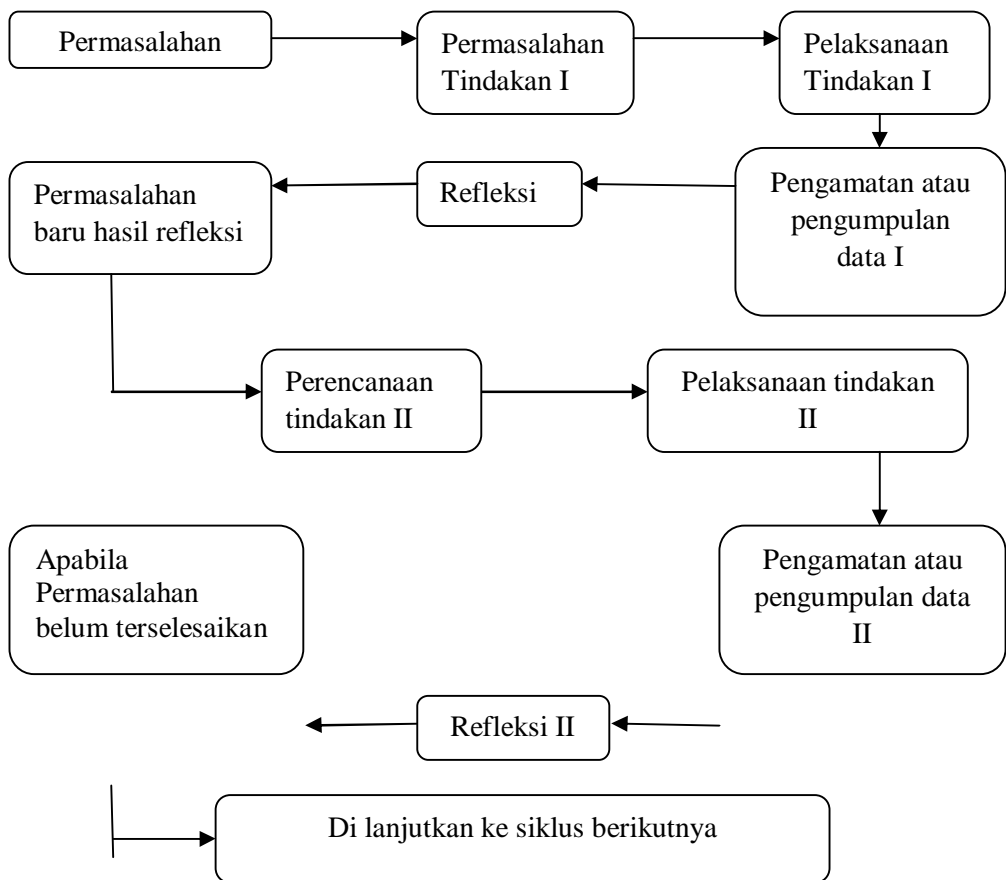 Permasalahan
Permasalahan
Tindakan I
Pelaksanaan
Tindakan I
Pengamatan atau
pengumpulan
data I
Refleksi
Permasalahan
baru hasil refleksi
Perencanaan
tindakan II
Pelaksanaan tindakan
II
Pengamatan atau
pengumpulan data
II
Refleksi II
Apabila
Permasalahan
belum terselesaikan
Di lanjutkan ke siklus berikutnya